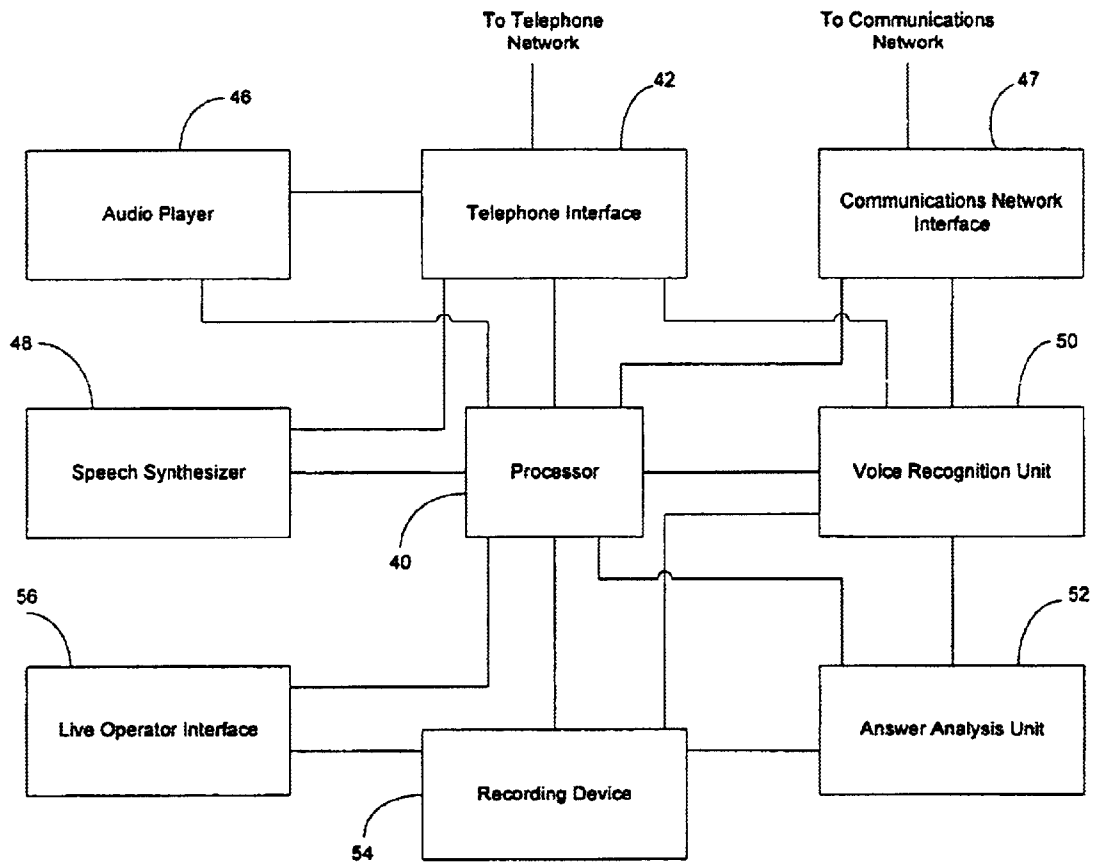 To Telephone
Network
To Communications
Network
46
42
47
Audio Player
Telephone Interface
Communications Network
Interface
48
50
Speech Synthesizer
Processor
Voice Recognition Unit
40
56
52
Live Operator Interface
Answer Analysis Unit
Recording Device
54